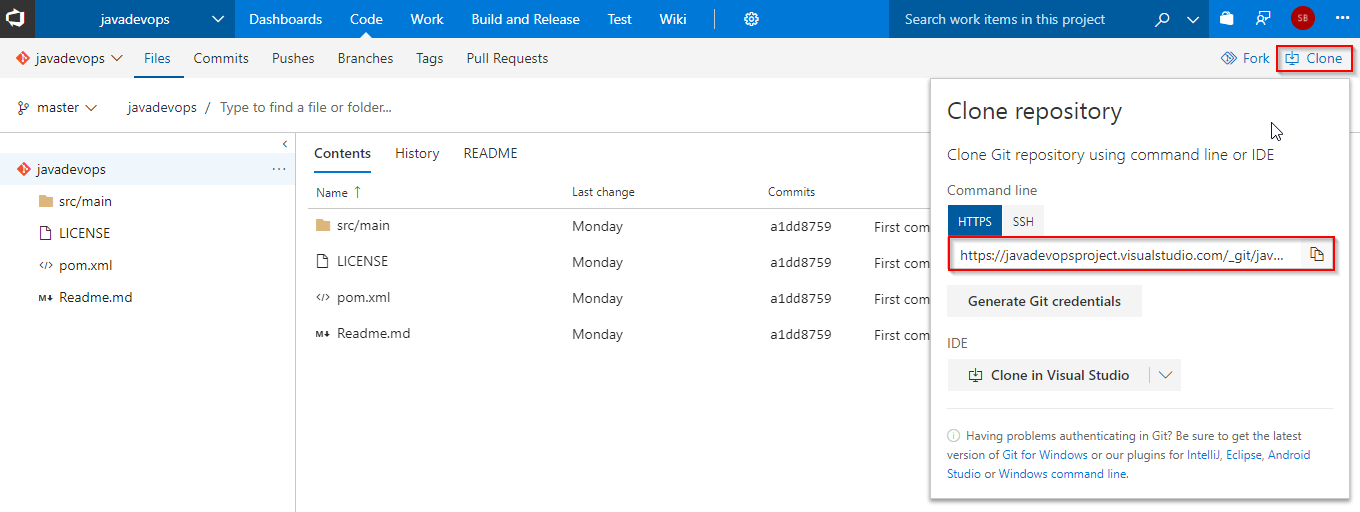 javadevops Dashboards Code Work Build and Release Test Wiki Search work items in this project SB
javadevops Files Commits Pushes Branches Tags Pull Requests Fork Clone
master javadevops / Type to find a file or folder...
Clone repository
Clone Git repository using command line or IDE
Command line
HTTPS SSH
https://javadevopsproject.visualstudio.com/_git/jav...
Generate Git credentials
IDE
Clone in Visual Studio
Having problems authenticating in Git? Be sure to get the latest
version of Git for Windows or our plugins for IntelliJ, Eclipse, Android
Studio or Windows command line.
javadevops ...
src/main
LICENSE
</> pom.xml
M↓ Readme.md
Contents History README
Name ↑ Last change Commits
src/main Monday a1dd8759 First com
LICENSE Monday a1dd8759 First com
</> pom.xml Monday a1dd8759 First com
M↓ Readme.md Monday a1dd8759 First com